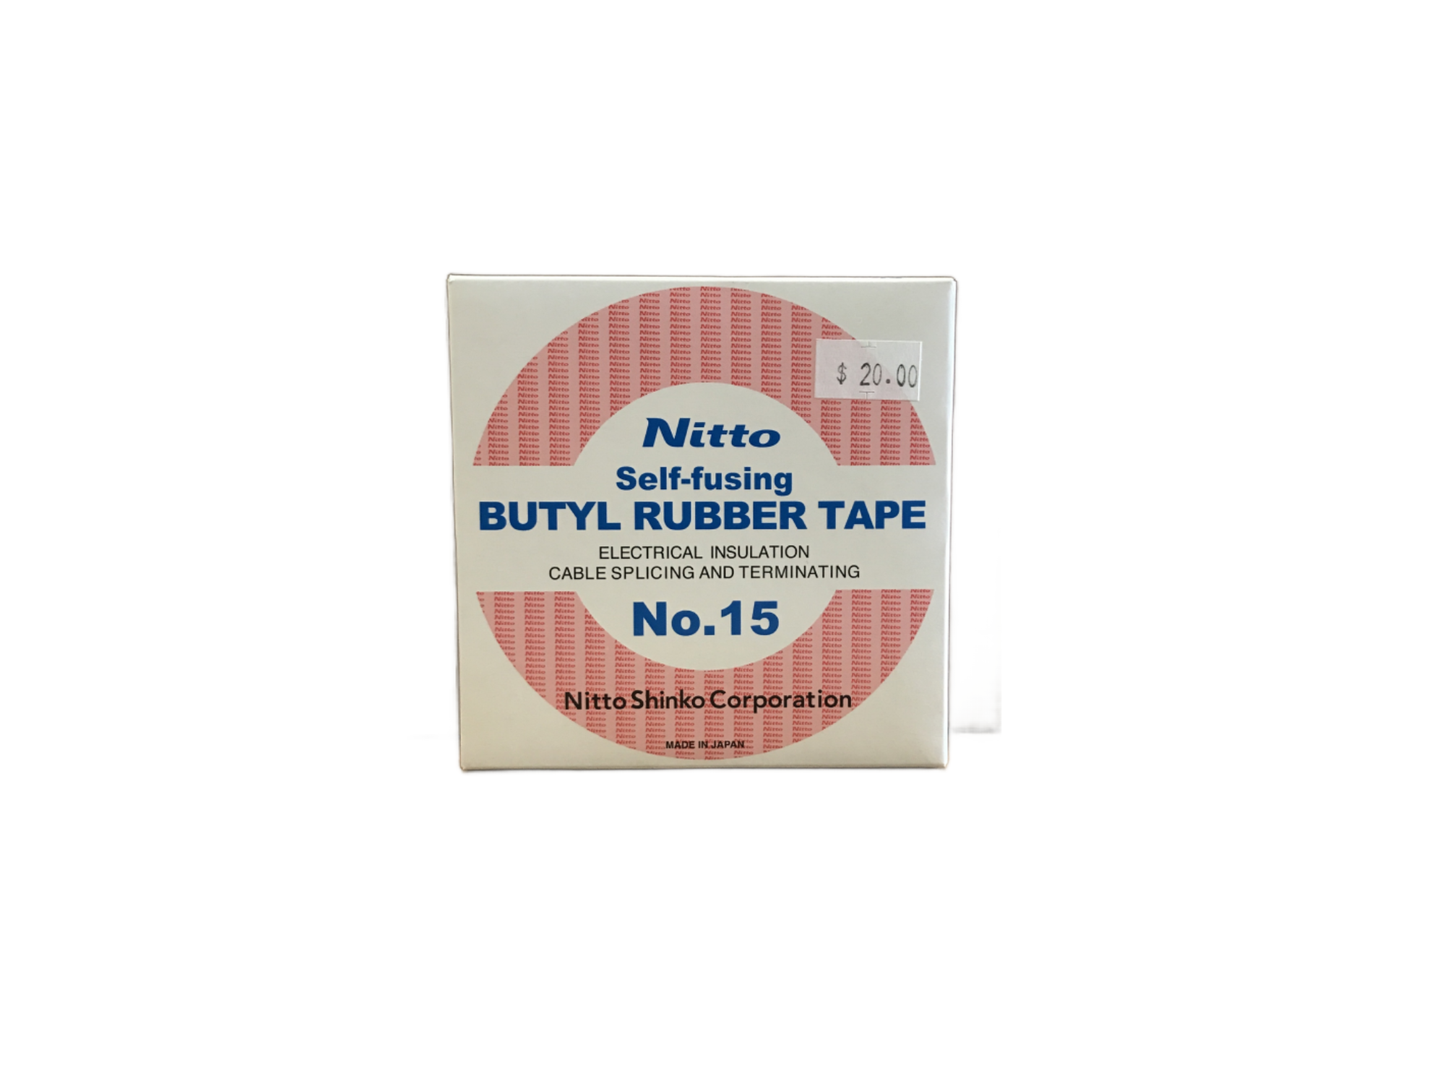 $ 20.00
Nitto
Self-fusing
BUTYL RUBBER TAPE
ELECTRICAL INSULATION
CABLE SPLICING AND TERMINATING
No.15
Nitto Shinko Corporation
MADE IN JAPAN